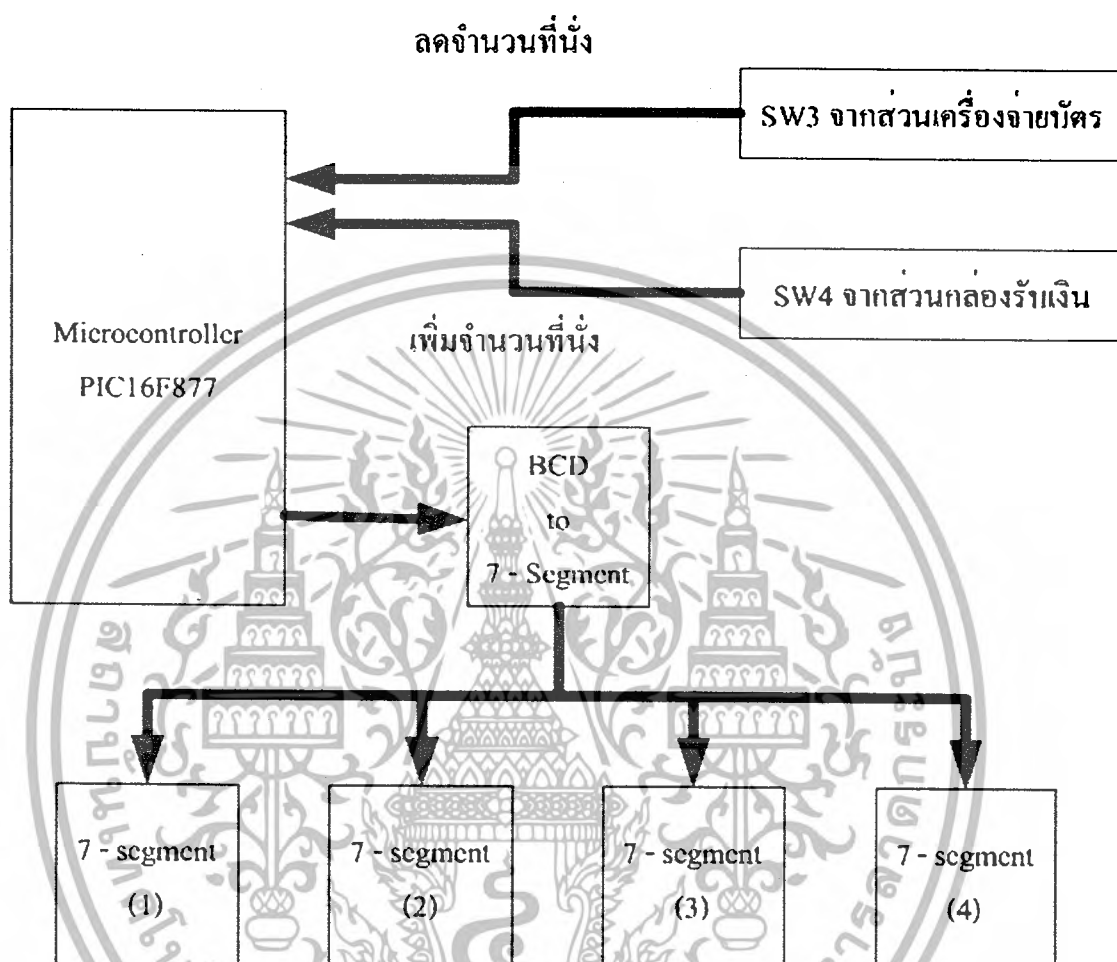 ลดจำนวนที่นั่ง
SW3 จากส่วนเครื่องจ่ายบัตร
SW4 จากส่วนกล่องรับเงิน
เพิ่มจำนวนที่นั่ง
Microcontroller
PIC16F877
BCD
to
7 - Segment
7 - segment
(1)
7 - segment
(2)
7 - segment
(3)
7 - segment
(4)